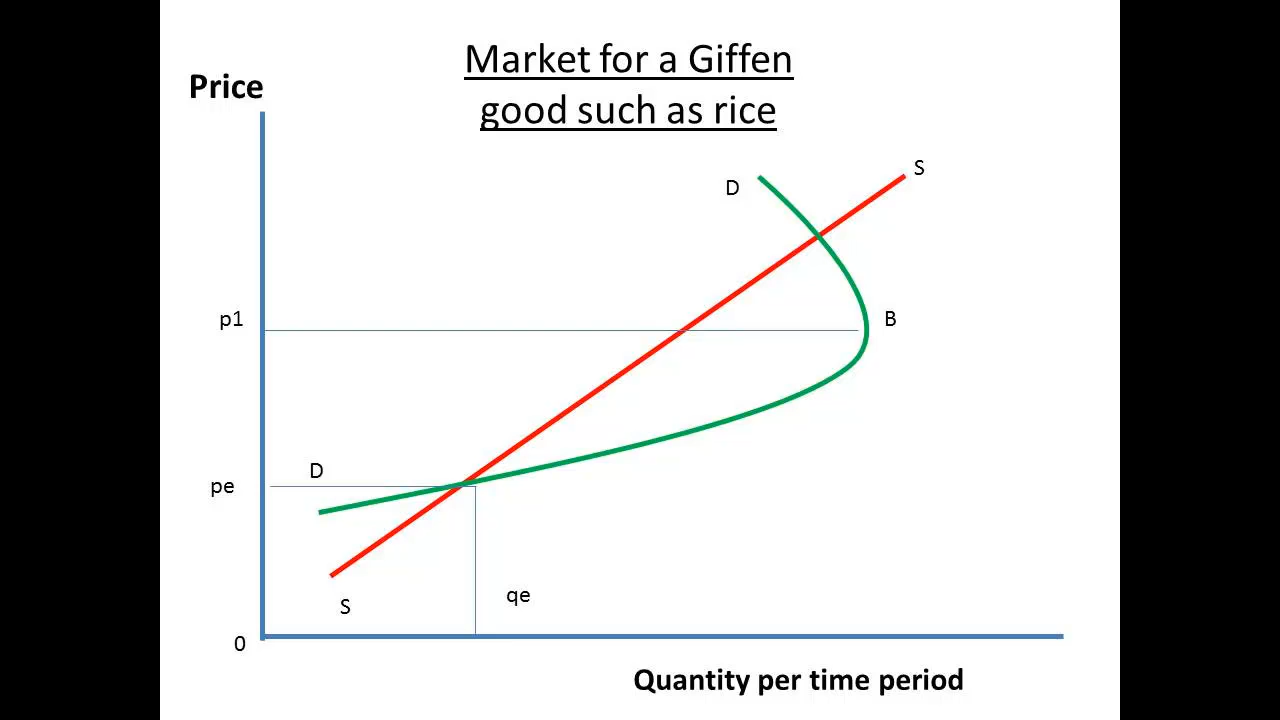 Market for a Giffen
good such as rice
Price
S
D
p1
B
D
pe
qe
S
0
Quantity per time period